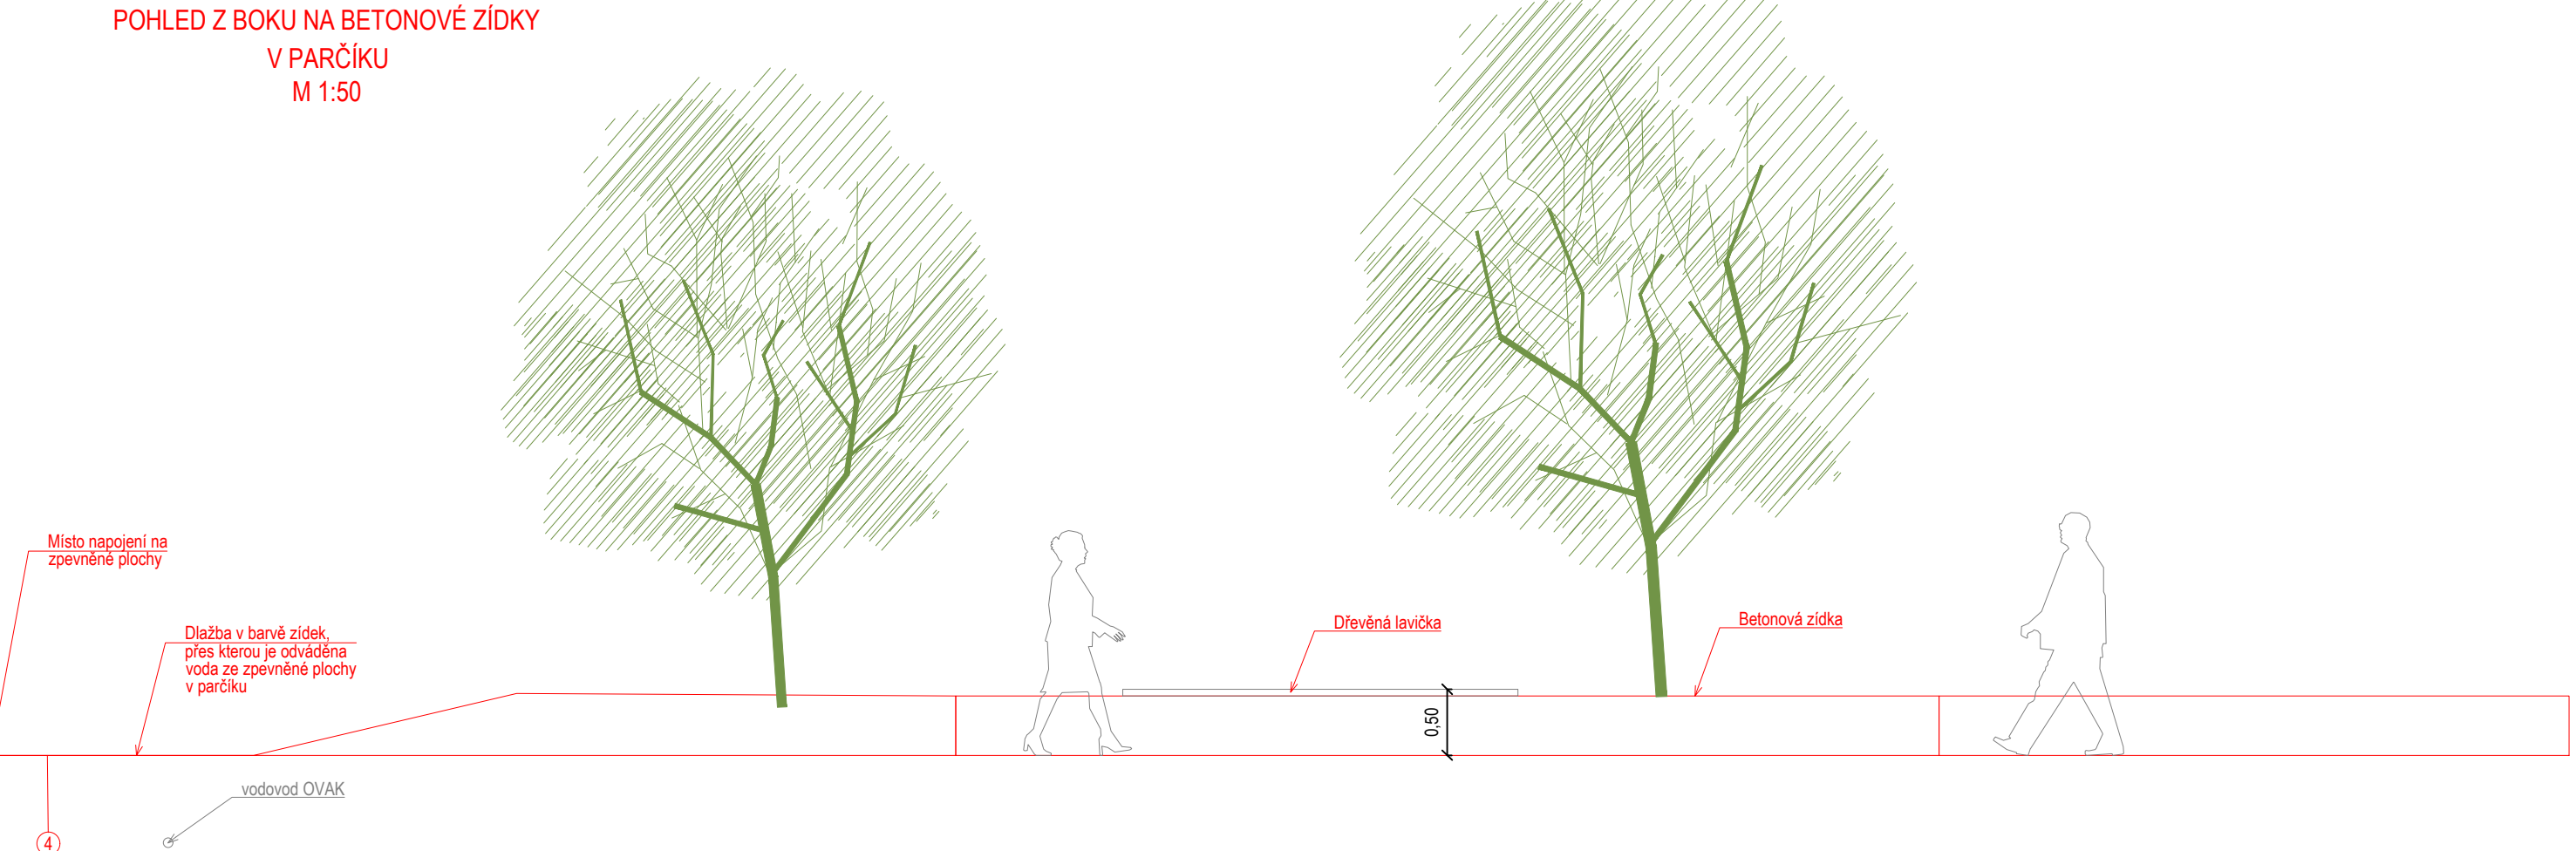 POHLED Z BOKU NA BETONOVÉ ZÍDKY
V PARČÍKU
M 1:50
Místo napojení na
zpevněné plochy
Dlažba v barvě zídek,
přes kterou je odváděna
voda ze zpevněné plochy
v parčíku
Dřevěná lavička
Betonová zídka
0,50
vodovod OVAK
4